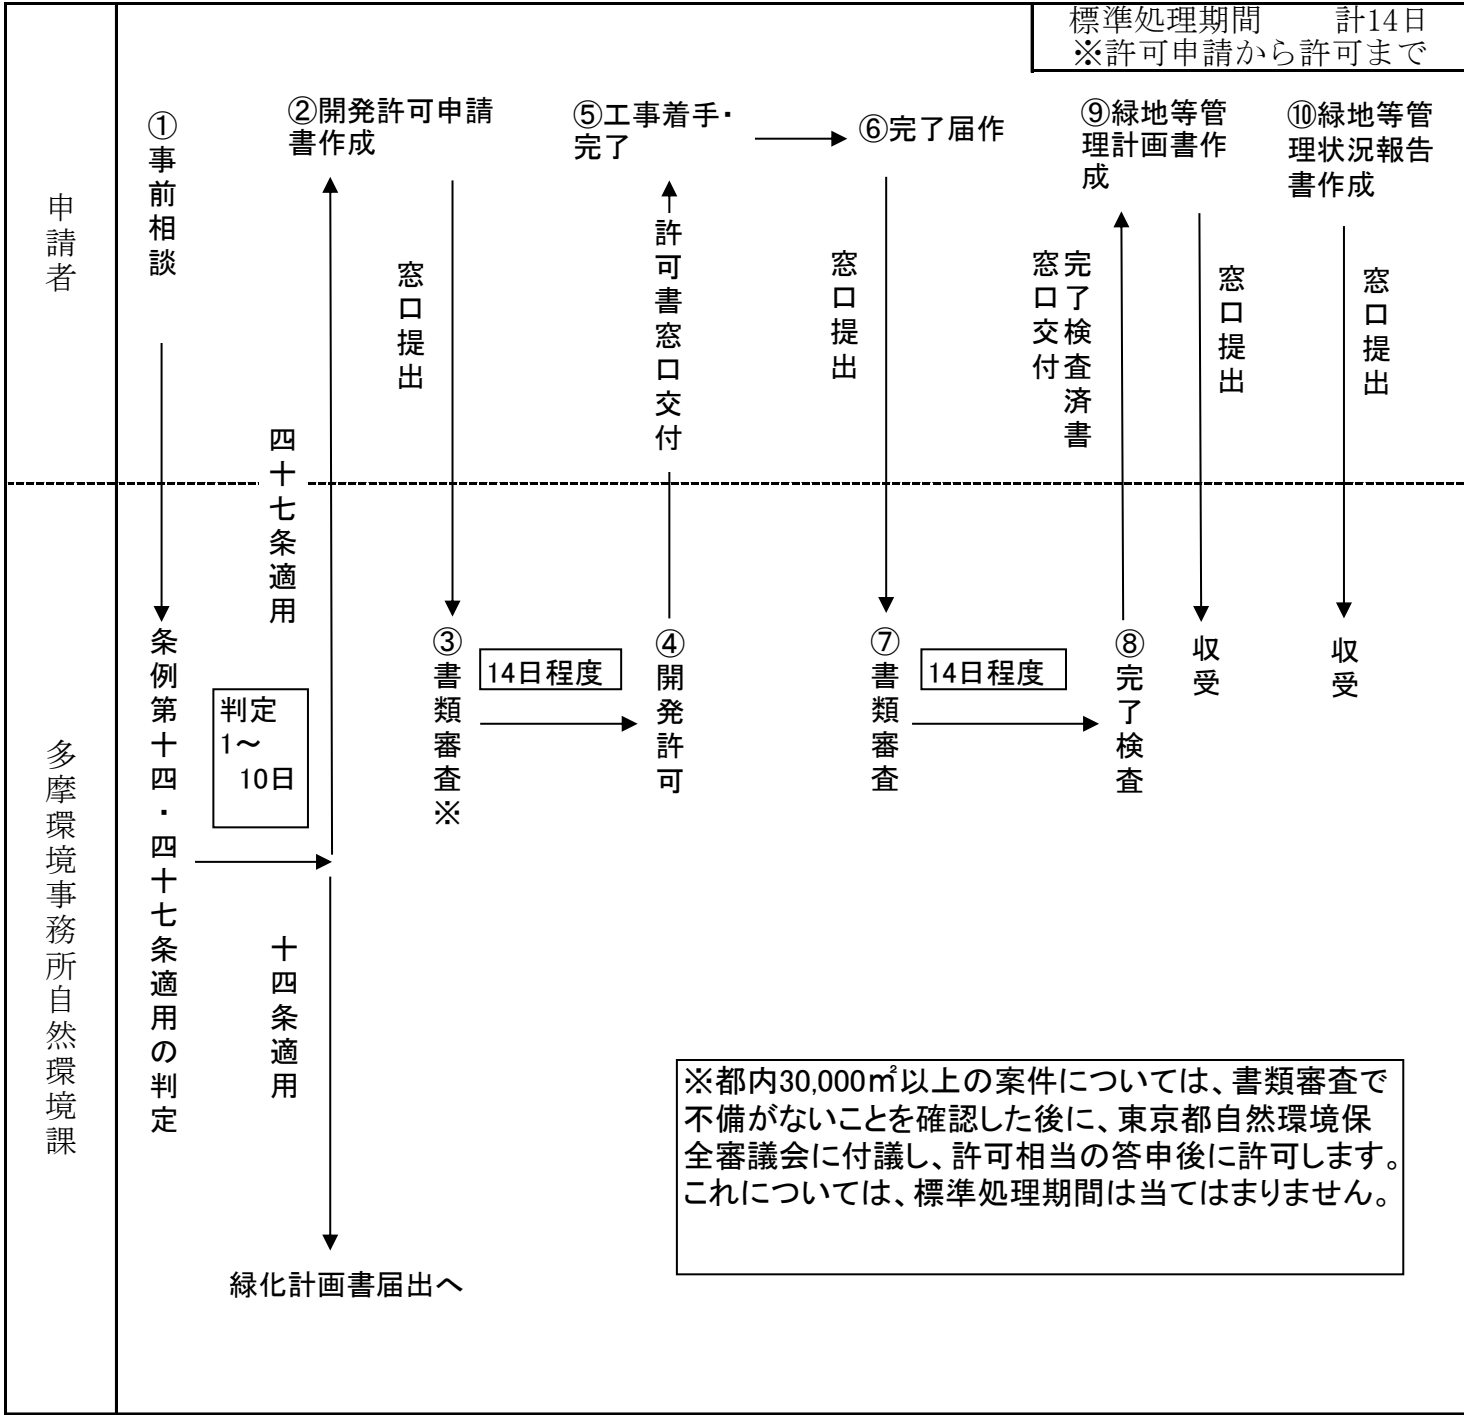 標準処理期間　計14日
※許可申請から許可まで
申請者
①事前相談
②開発許可申請
書作成
⑤工事着手・
完了
⑥完了届作
⑨緑地等管
理計画書作
成
⑩緑地等管
理状況報告
書作成
窓口提出
許可書窓口交付
窓口提出
完了検査済書
窓口交付
窓口提出
窓口提出
四十七条適用
多摩環境事務所自然環境課
条例第十四・四十七条適用の判定
判定
1～
10日
③書類審査※
14日程度
④開発許可
⑦書類審査
14日程度
⑧完了検査
収受
収受
十四条適用
緑化計画書届出へ
※都内30,000㎡以上の案件については、書類審査で
不備がないことを確認した後に、東京都自然環境保
全審議会に付議し、許可相当の答申後に許可します。
これについては、標準処理期間は当てはまりません。